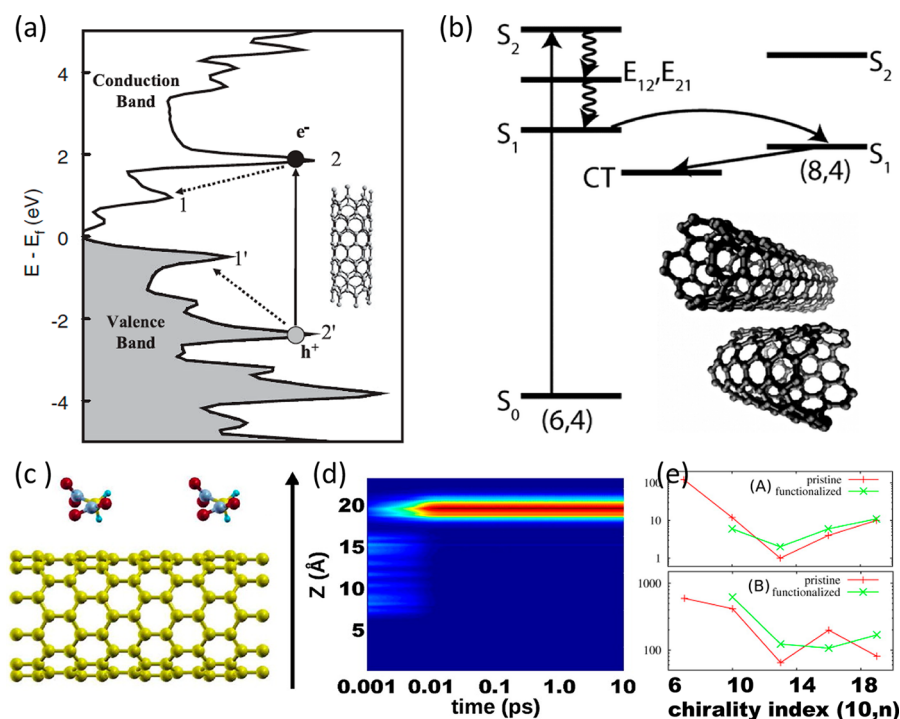 (a)
4
2
0
-2
-4
E - E_f (eV)
Conduction
Band
e⁻
2
1
1'
2'
h⁺
Valence
Band
(b)
S₂
E₁₂,E₂₁
S₁
S₂
S₁
CT
(8,4)
S₀
(6,4)
(c )
(d)
20
15
10
5
Z (Å)
0.001 0.01 0.1 1 10
time (ps)
(e)
100
10
1
(A)
pristine
functionalized
1000
100
(B)
pristine
functionalized
6 10 14 18
chirality index (10,n)